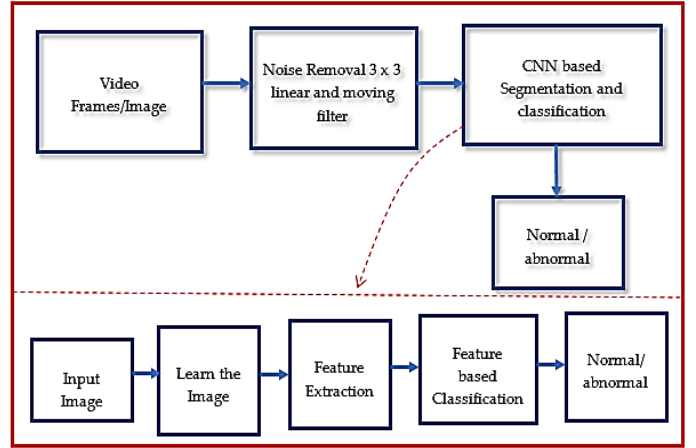 Video
Frames/Image
Noise Removal 3 x 3
linear and moving
filter
CNN based
Segmentation and
classification
Normal /
abnormal
Input
Image
Learn the
Image
Feature
Extraction
Feature
based
Classification
Normal/
abnormal